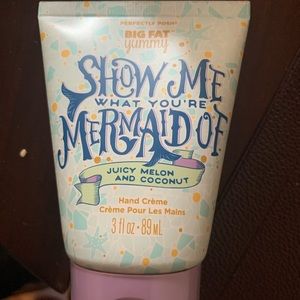 PERFECTLY POSH
BIG FAT
yummy
SHOW ME
WHAT YOU'RE
MERMAID OF
JUICY MELON
AND COCONUT
Hand Crème
Crème Pour Les Mains
3 fl oz • 89 mL